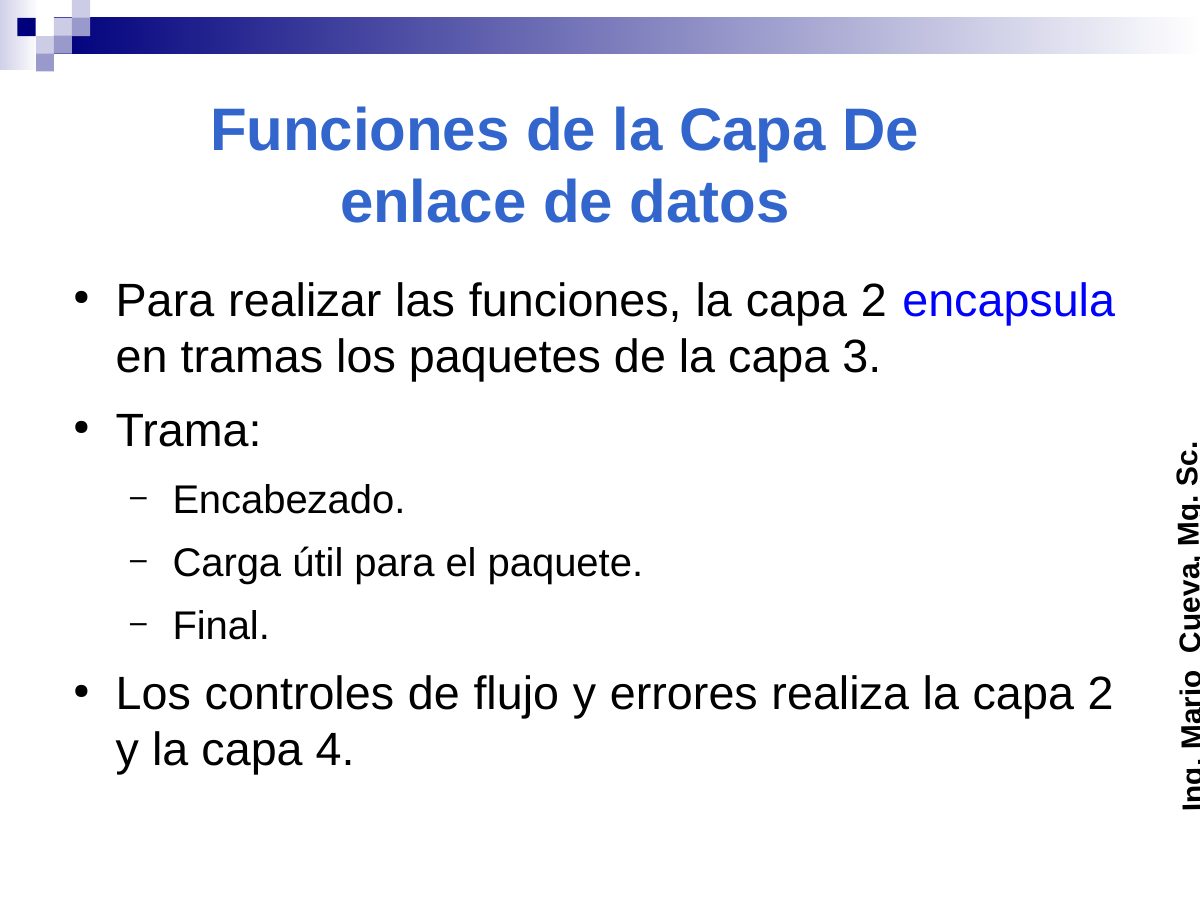 Funciones de la Capa De
enlace de datos
• Para realizar las funciones, la capa 2 encapsula
en tramas los paquetes de la capa 3.
• Trama:
– Encabezado.
– Carga útil para el paquete.
– Final.
• Los controles de flujo y errores realiza la capa 2
y la capa 4.
Ing. Mario Cueva, Mg. Sc.